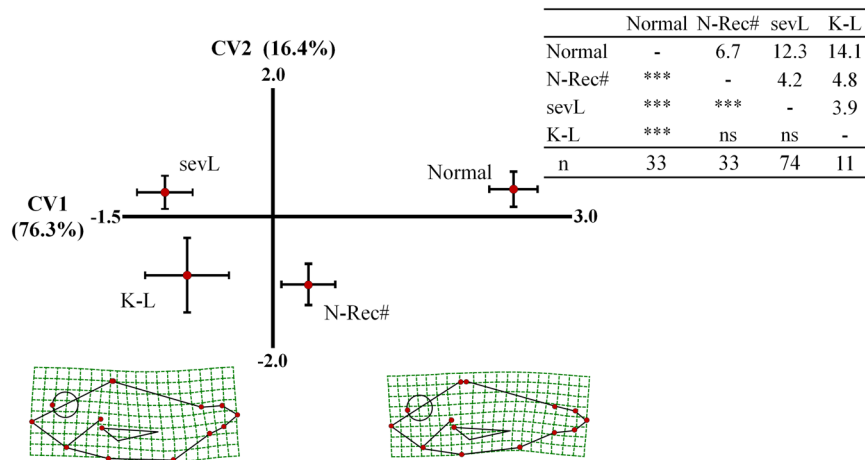 Normal N-Rec# sevL K-L
Normal - 6.7 12.3 14.1
N-Rec# *** - 4.2 4.8
sevL *** *** - 3.9
K-L *** ns ns -
n 33 33 74 11
CV2 (16.4%)
2.0
sevL
Normal
CV1
(76.3%)
-1.5
3.0
K-L
N-Rec#
-2.0